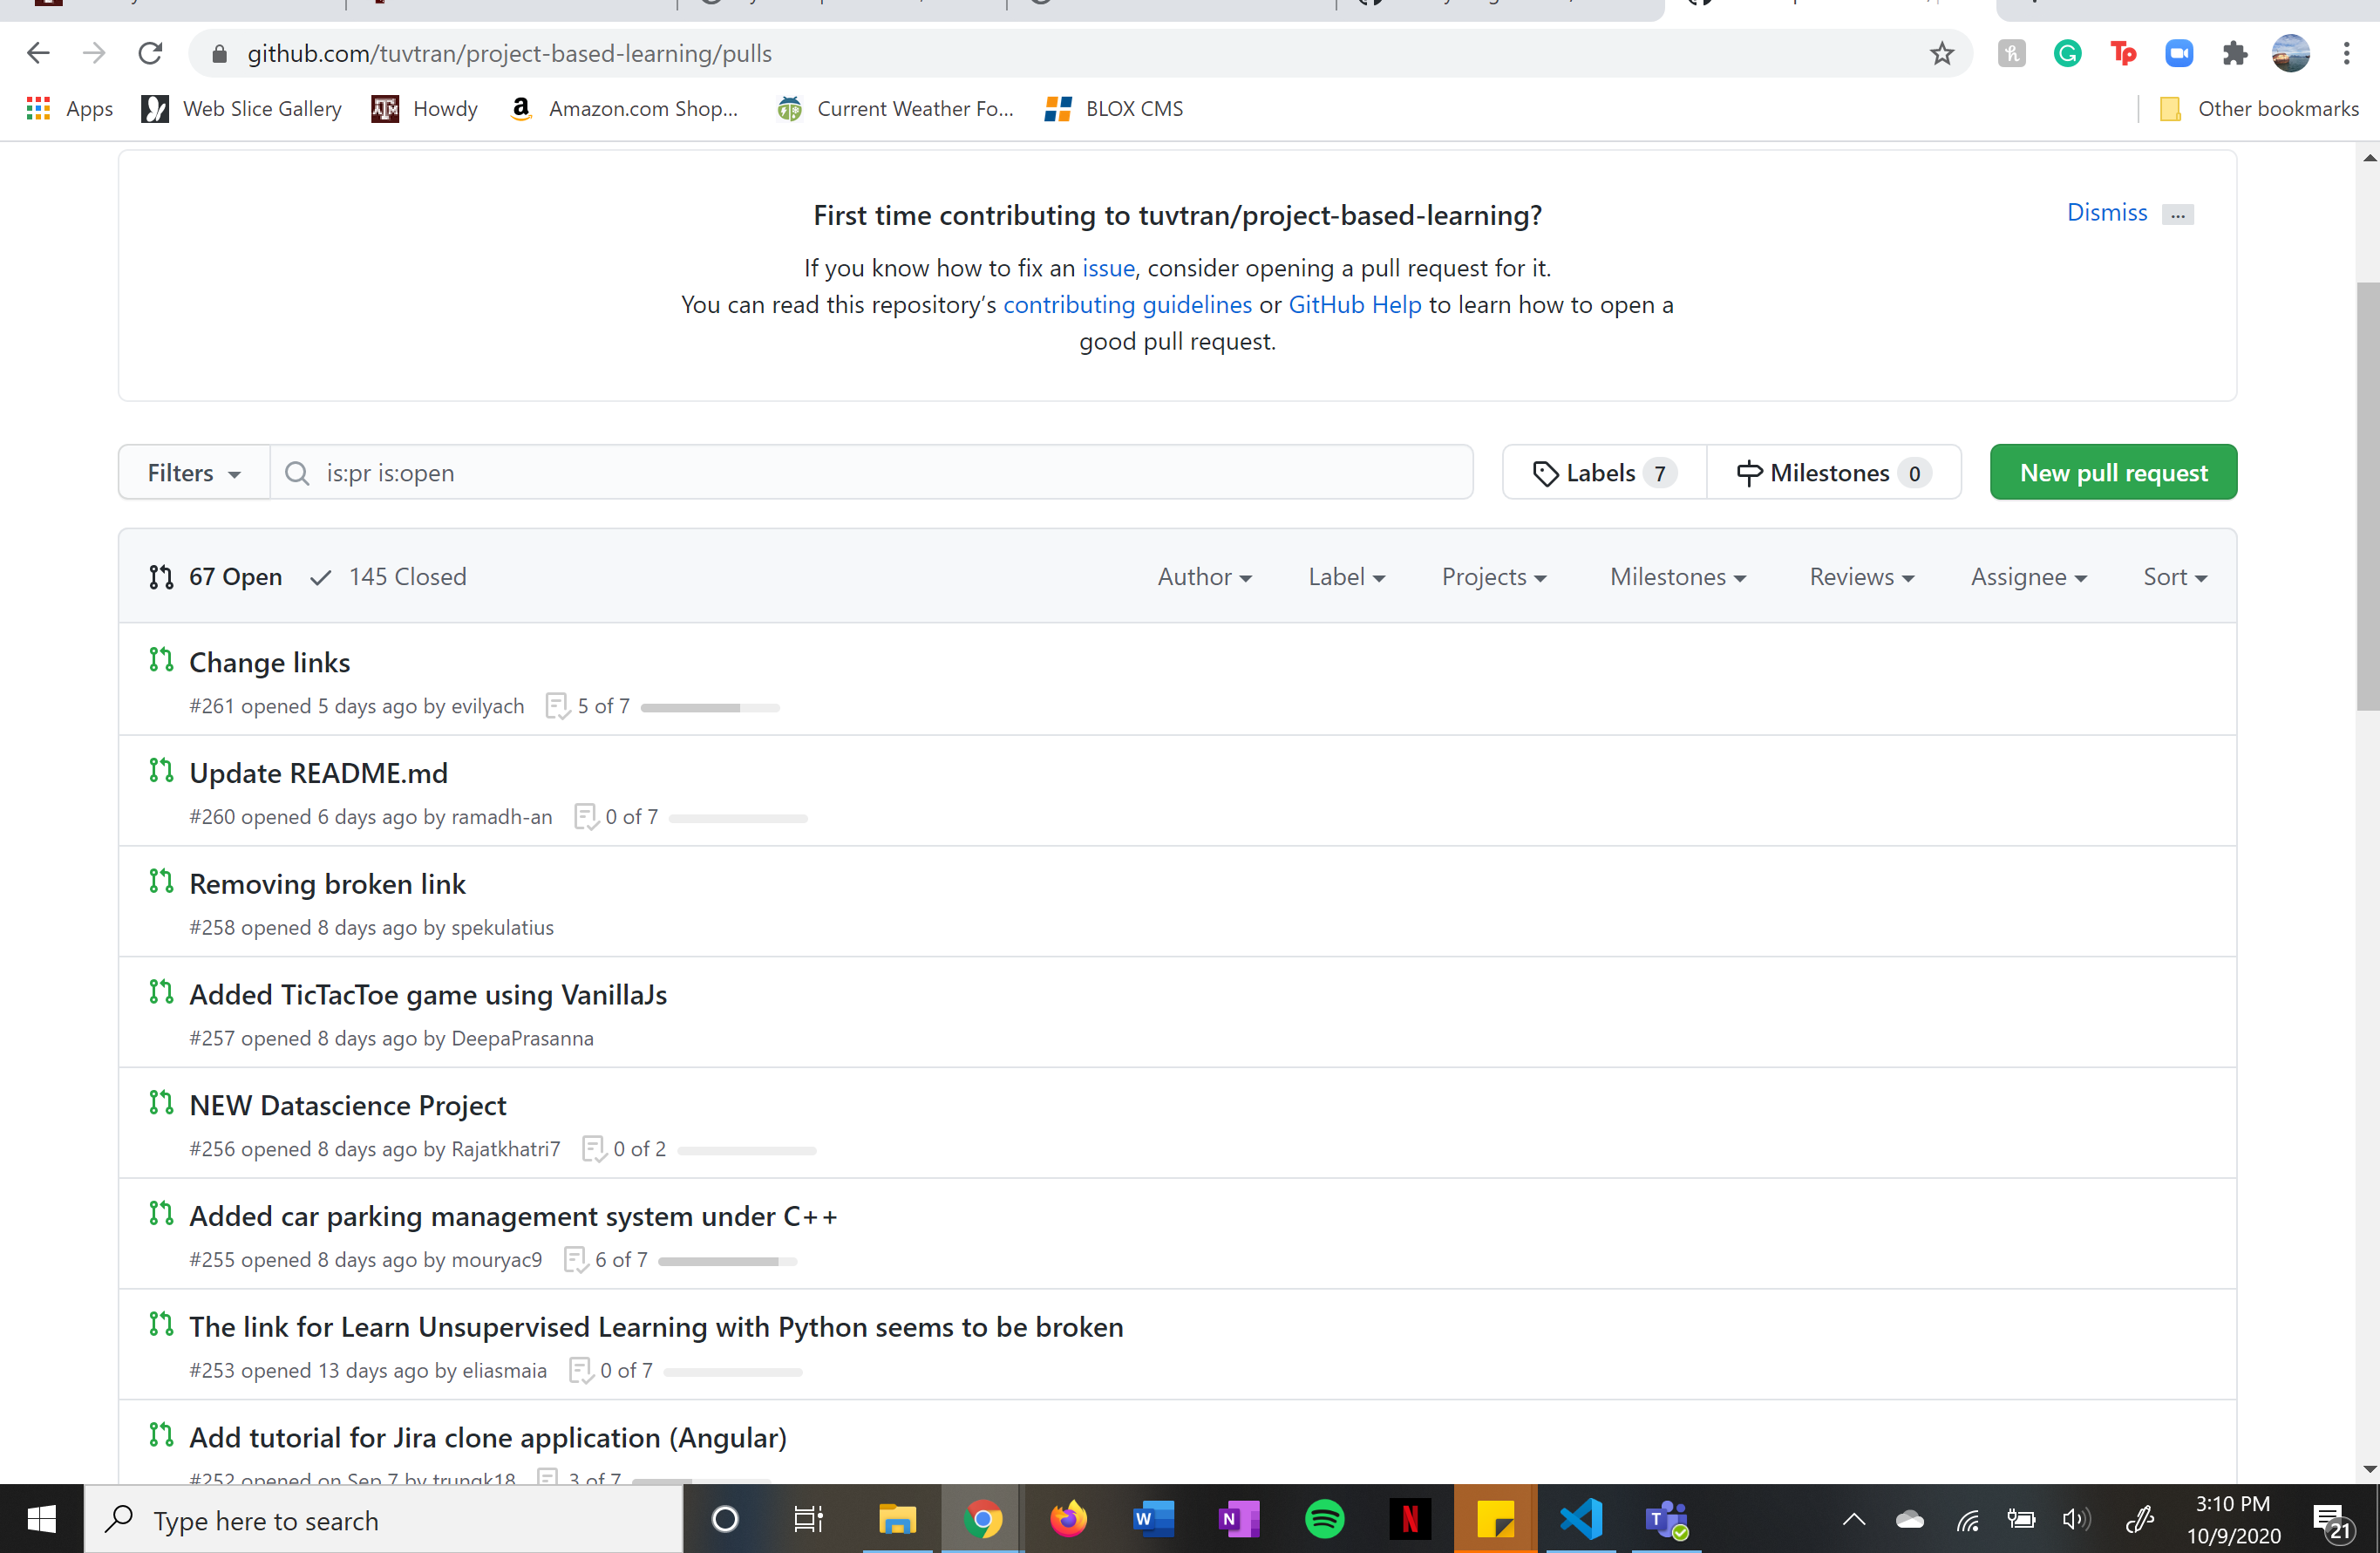 github.com/tuvtran/project-based-learning/pulls
Apps Web Slice Gallery Howdy Amazon.com Shop... Current Weather Fo... BLOX CMS Other bookmarks
First time contributing to tuvtran/project-based-learning?
Dismiss ...
If you know how to fix an issue, consider opening a pull request for it.
You can read this repository's contributing guidelines or GitHub Help to learn how to open a
good pull request.
Filters is:pr is:open Labels 7 Milestones 0 New pull request
67 Open 145 Closed Author Label Projects Milestones Reviews Assignee Sort
Change links
#261 opened 5 days ago by evilyach 5 of 7
Update README.md
#260 opened 6 days ago by ramadh-an 0 of 7
Removing broken link
#258 opened 8 days ago by spekulatius
Added TicTacToe game using VanillaJs
#257 opened 8 days ago by DeepaPrasanna
NEW Datascience Project
#256 opened 8 days ago by Rajatkhatri7 0 of 2
Added car parking management system under C++
#255 opened 8 days ago by mouryac9 6 of 7
The link for Learn Unsupervised Learning with Python seems to be broken
#253 opened 13 days ago by eliasmaia 0 of 7
Add tutorial for Jira clone application (Angular)
#252 opened on Sep 7 by trungk18 3 of 7
Type here to search
3:10 PM
10/9/2020
21